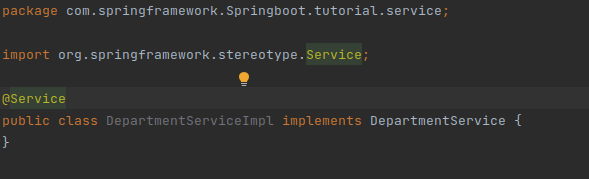 package com.springframework.Springboot.tutorial.service;
import org.springframework.stereotype.Service;
@Service
public class DepartmentServiceImpl implements DepartmentService {
}